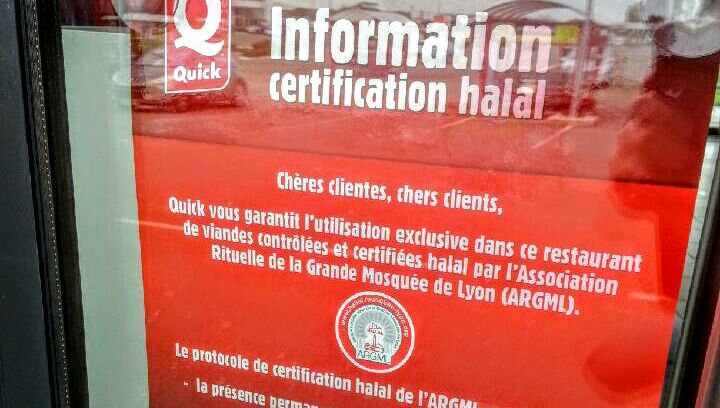 Quick
Information
certification halal
Chères clientes, chers clients,
Quick vous garantit l'utilisation exclusive dans ce restaurant
de viandes contrôlées et certifiées halal par l'Association
Rituelle de la Grande Mosquée de Lyon (ARGML).
ARGML
Le protocole de certification halal de l'ARGML
- la présence